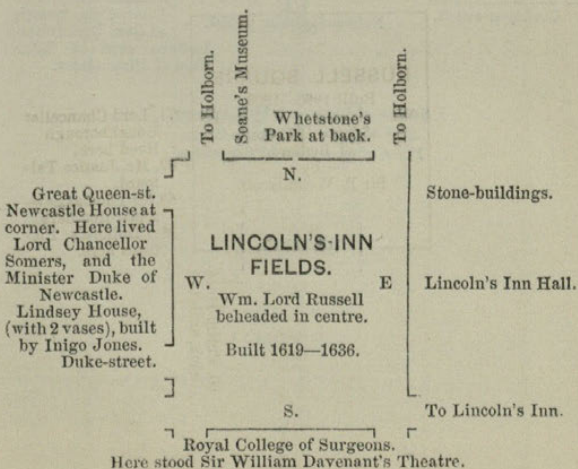 To Holborn.
Soane's Museum.
Whetstone's
Park at back.
To Holborn.
N.
Great Queen-st.
Newcastle House at
corner. Here lived
Lord Chancellor
Somers, and the
Minister Duke of
Newcastle.
Lindsey House,
(with 2 vases), built
by Inigo Jones.
Duke-street.
W.
LINCOLN'S-INN
FIELDS.
Wm. Lord Russell
beheaded in centre.
Built 1619—1636.
E
Stone-buildings.
Lincoln's Inn Hall.
To Lincoln's Inn.
S.
Royal College of Surgeons.
Here stood Sir William Davenant's Theatre.